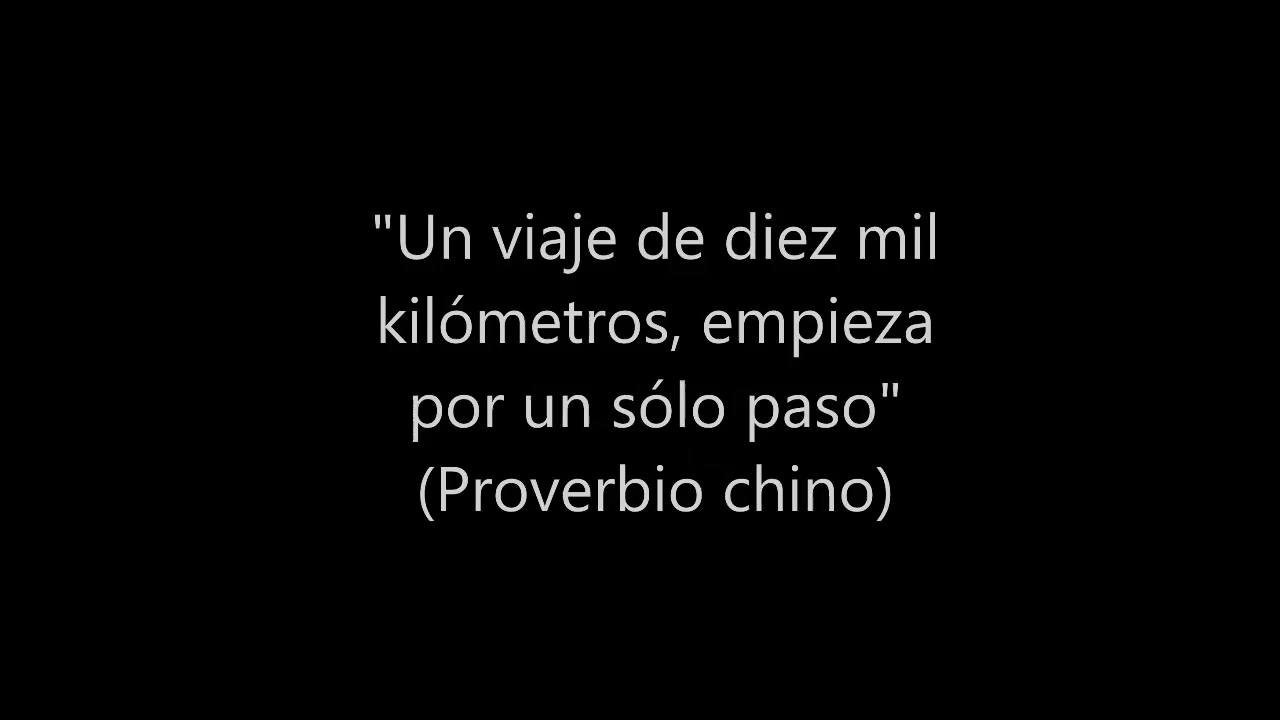 "Un viaje de diez mil
kilómetros, empieza
por un sólo paso"
(Proverbio chino)